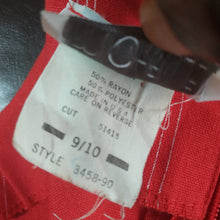 50% RAYON
50% POLYESTER
MADE IN U.S.A.
CARE ON REVERSE
CUT 51415
9/10
STYLE 3458-90